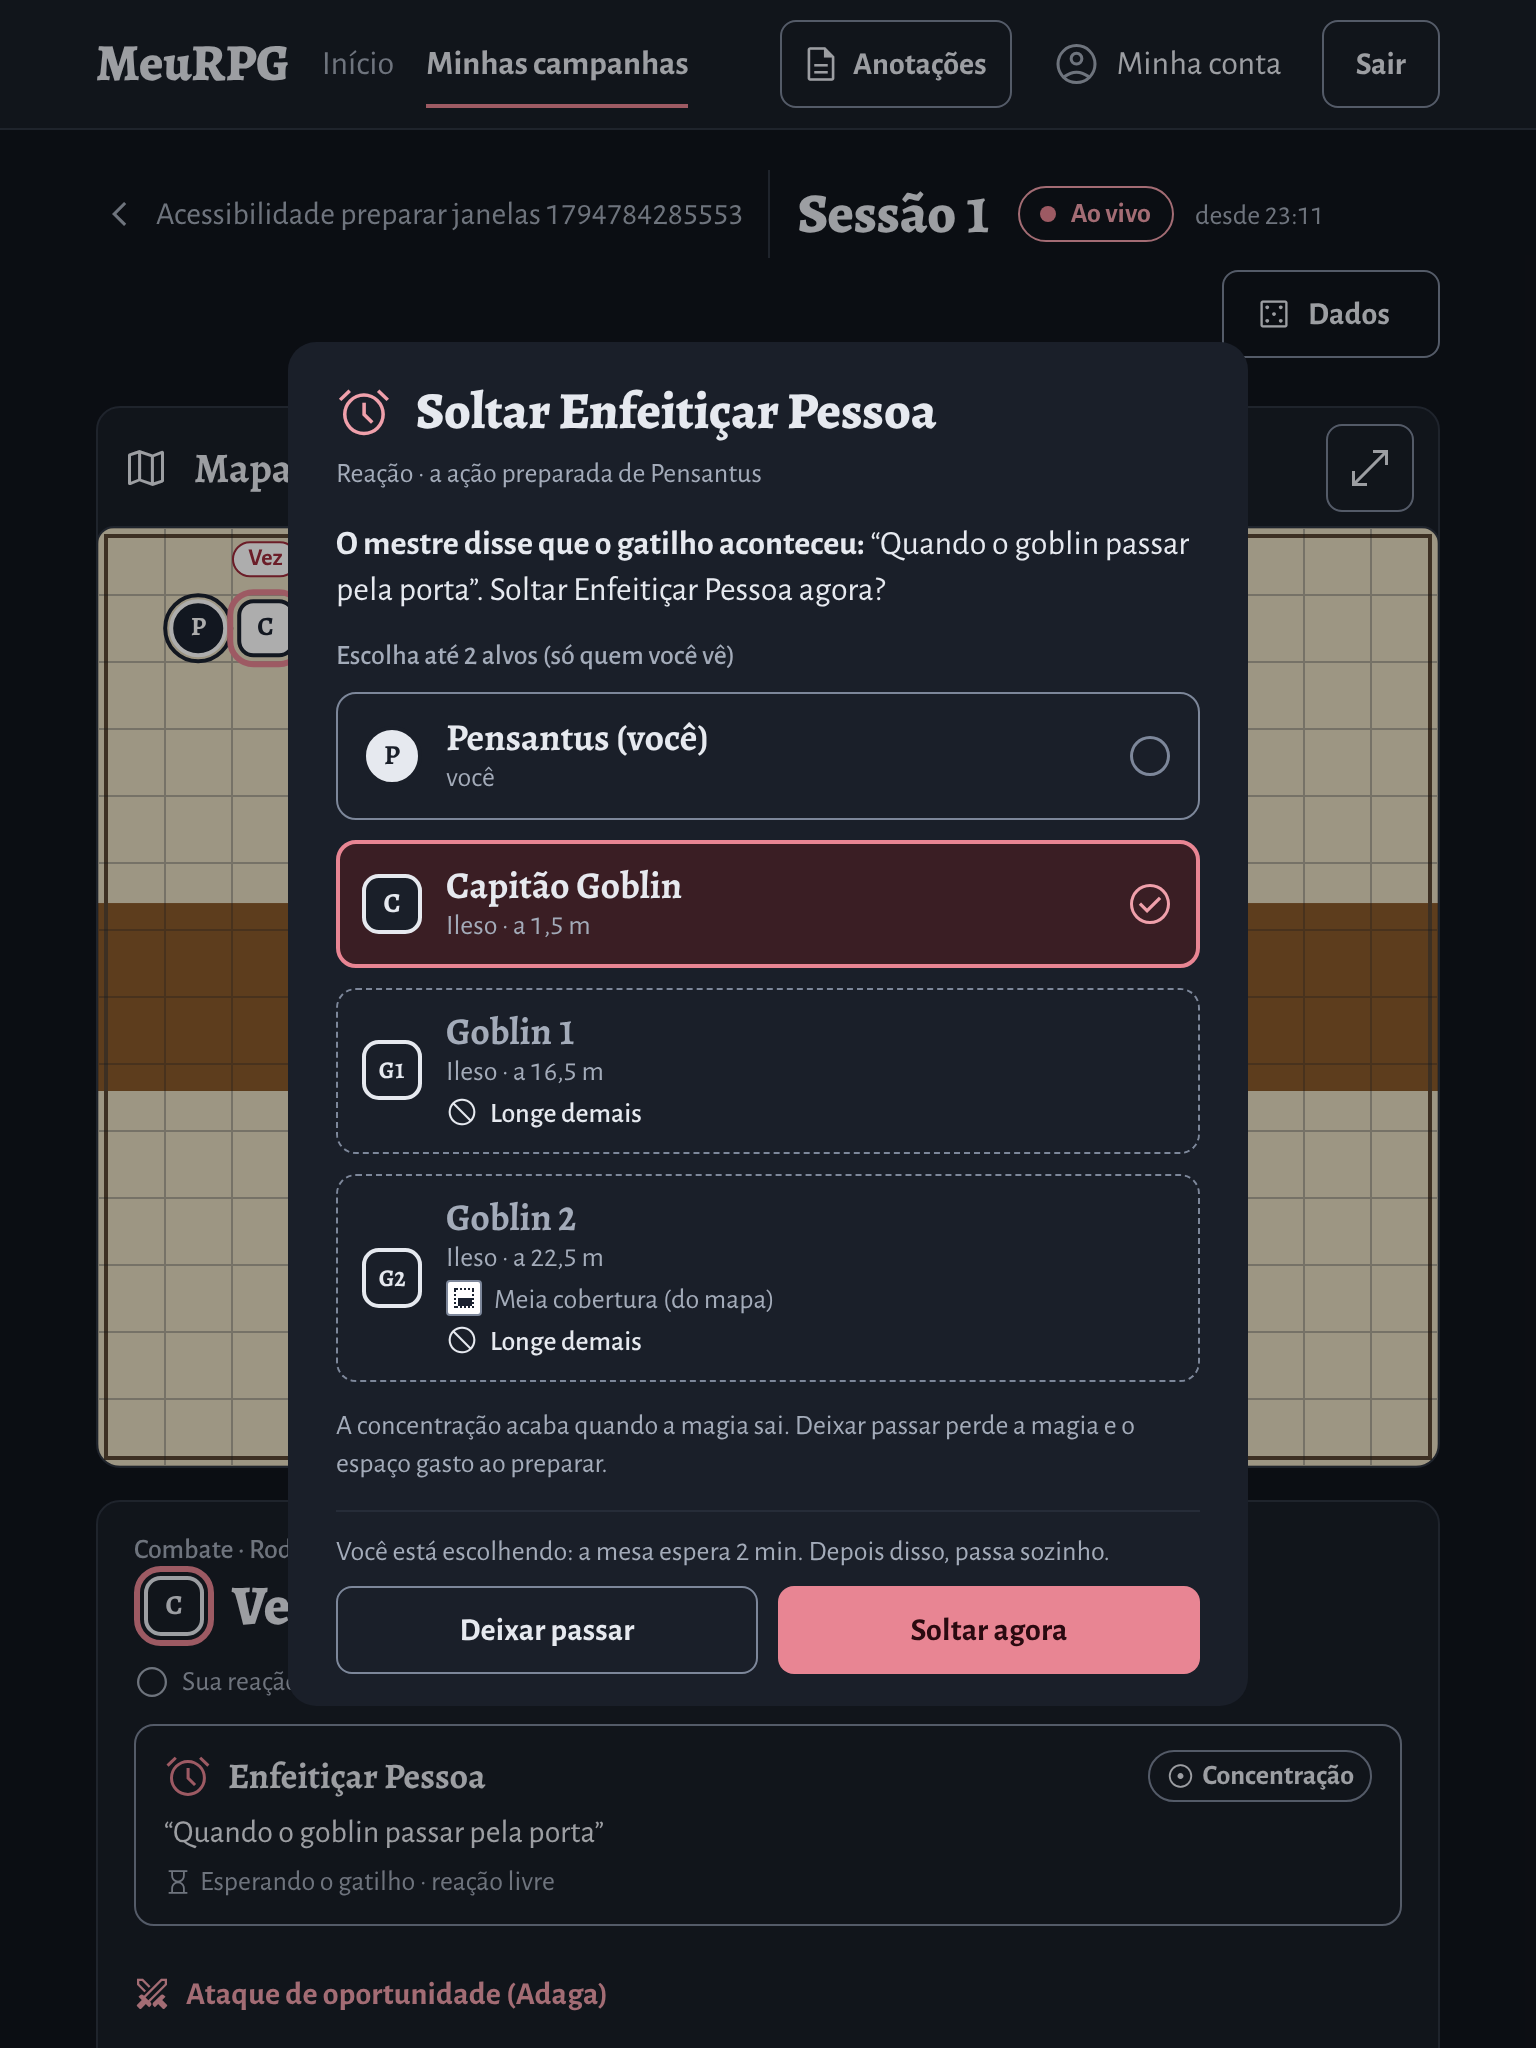 MeuRPG Início Minhas campanhas Anotações Minha conta Sair
Acessibilidade preparar janelas 1794784285553 Sessão 1 Ao vivo desde 23:11
Dados
Mapa
Vez
P C
Soltar Enfeitiçar Pessoa
Reação · a ação preparada de Pensantus
O mestre disse que o gatilho aconteceu: “Quando o goblin passar
pela porta”. Soltar Enfeitiçar Pessoa agora?
Escolha até 2 alvos (só quem você vê)
P Pensantus (você)
você
C Capitão Goblin
Ileso · a 1,5 m
G1 Goblin 1
Ileso · a 16,5 m
Longe demais
G2 Goblin 2
Ileso · a 22,5 m
Meia cobertura (do mapa)
Longe demais
A concentração acaba quando a magia sai. Deixar passar perde a magia e o
espaço gasto ao preparar.
Você está escolhendo: a mesa espera 2 min. Depois disso, passa sozinho.
Deixar passar Soltar agora
Combate · Rod
C Ve
Sua reação
Enfeitiçar Pessoa Concentração
“Quando o goblin passar pela porta”
Esperando o gatilho · reação livre
Ataque de oportunidade (Adaga)